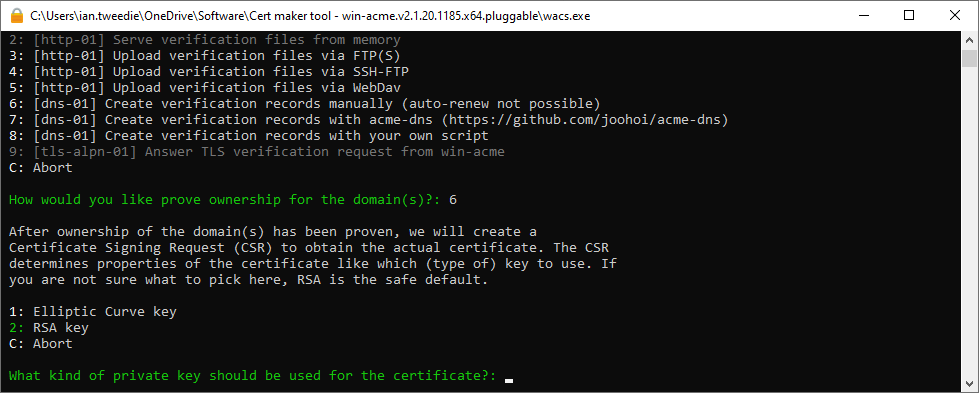 C:\Users\ian.tweedie\OneDrive\Software\Cert maker tool - win-acme.v2.1.20.1185.x64.pluggable\wacs.exe
2: [http-01] Serve verification files from memory
3: [http-01] Upload verification files via FTP(S)
4: [http-01] Upload verification files via SSH-FTP
5: [http-01] Upload verification files via WebDav
6: [dns-01] Create verification records manually (auto-renew not possible)
7: [dns-01] Create verification records with acme-dns (https://github.com/joohoi/acme-dns)
8: [dns-01] Create verification records with your own script
9: [tls-alpn-01] Answer TLS verification request from win-acme
C: Abort
How would you like prove ownership for the domain(s)?: 6
After ownership of the domain(s) has been proven, we will create a
Certificate Signing Request (CSR) to obtain the actual certificate. The CSR
determines properties of the certificate like which (type of) key to use. If
you are not sure what to pick here, RSA is the safe default.
1: Elliptic Curve key
2: RSA key
C: Abort
What kind of private key should be used for the certificate?: